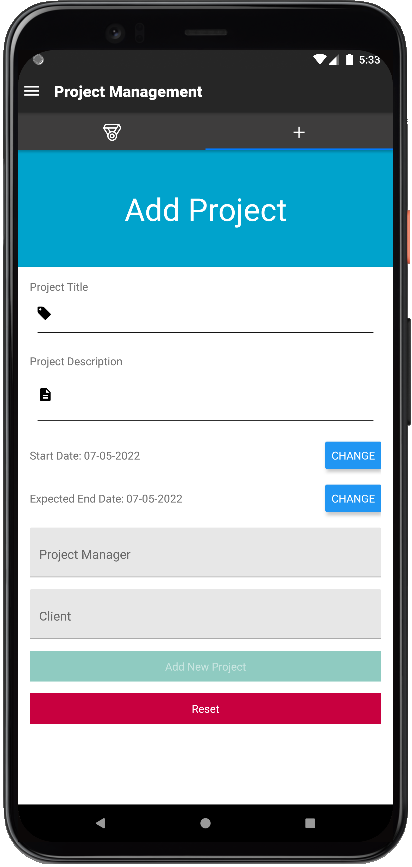 5:33
Project Management
Add Project
Project Title
Project Description
Start Date: 07-05-2022
CHANGE
Expected End Date: 07-05-2022
CHANGE
Project Manager
Client
Add New Project
Reset